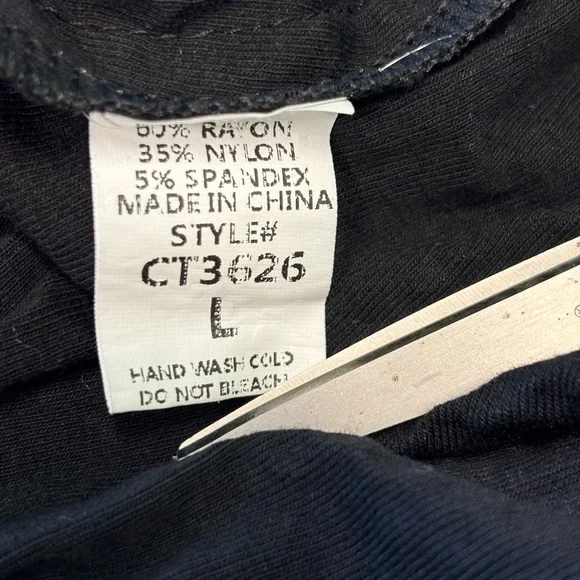 60% RAYON
35% NYLON
5% SPANDEX
MADE IN CHINA
STYLE#
CT3626
L
HAND WASH COLD
DO NOT BLEACH